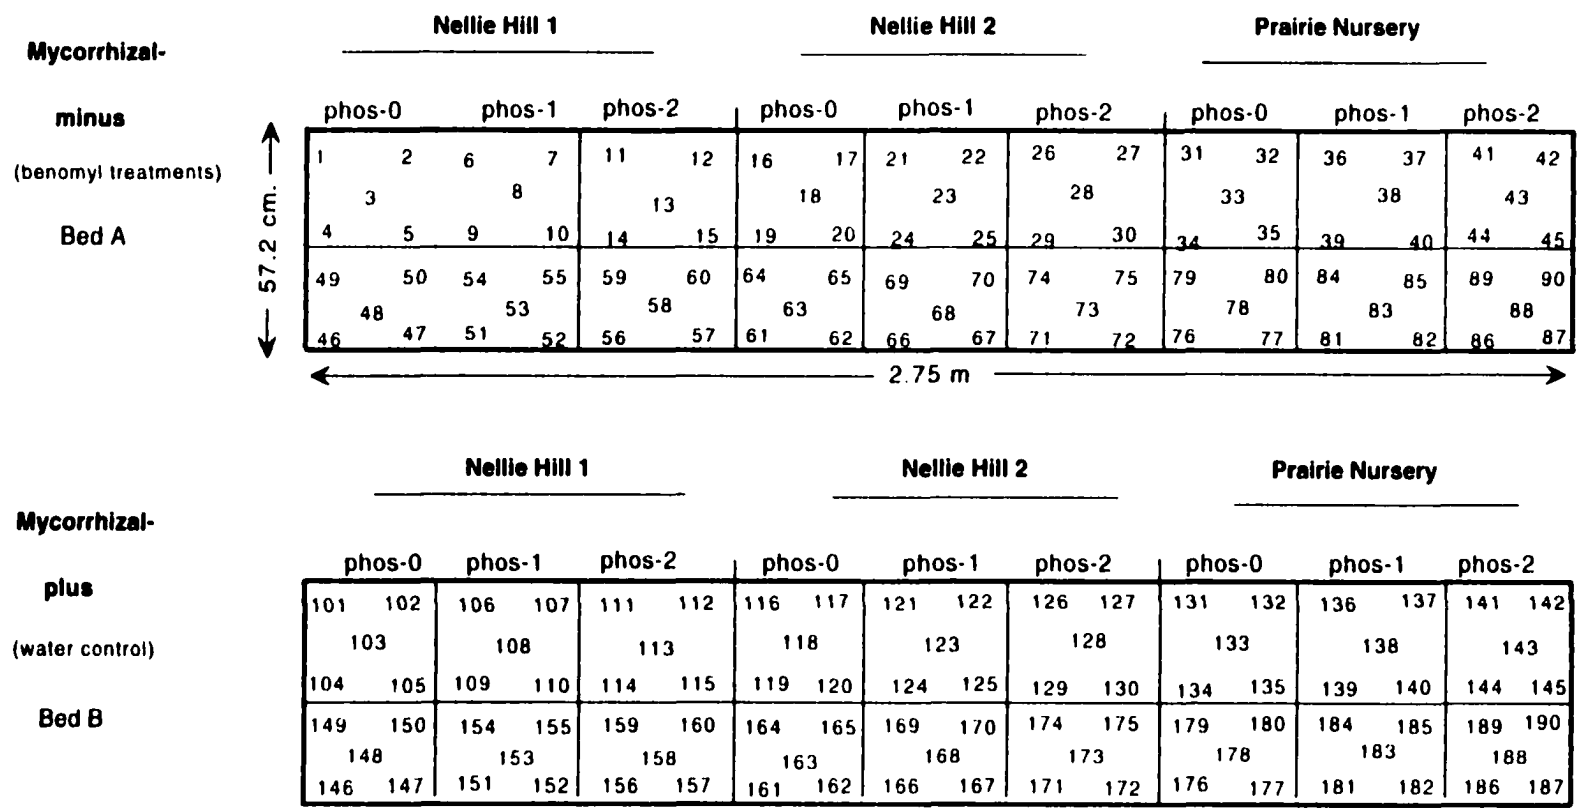 Nellie Hill 1 Nellie Hill 2 Prairie Nursery
Mycorrhizal-
minus
(benomyl treatments)
Bed A
phos-0 phos-1 phos-2 phos-0 phos-1 phos-2 phos-0 phos-1 phos-2
57.2 cm.
1 2 6 7 11 12 16 17 21 22 26 27 31 32 36 37 41 42
3 8 13 18 23 28 33 38 43
4 5 9 10 14 15 19 20 24 25 29 30 34 35 39 40 44 45
49 50 54 55 59 60 64 65 69 70 74 75 79 80 84 85 89 90
48 53 58 63 68 73 78 83 88
46 47 51 52 56 57 61 62 66 67 71 72 76 77 81 82 86 87
2.75 m
Nellie Hill 1 Nellie Hill 2 Prairie Nursery
Mycorrhizal-
plus
(water control)
Bed B
phos-0 phos-1 phos-2 phos-0 phos-1 phos-2 phos-0 phos-1 phos-2
101 102 106 107 111 112 116 117 121 122 126 127 131 132 136 137 141 142
103 108 113 118 123 128 133 138 143
104 105 109 110 114 115 119 120 124 125 129 130 134 135 139 140 144 145
149 150 154 155 159 160 164 165 169 170 174 175 179 180 184 185 189 190
148 153 158 163 168 173 178 183 188
146 147 151 152 156 157 161 162 166 167 171 172 176 177 181 182 186 187